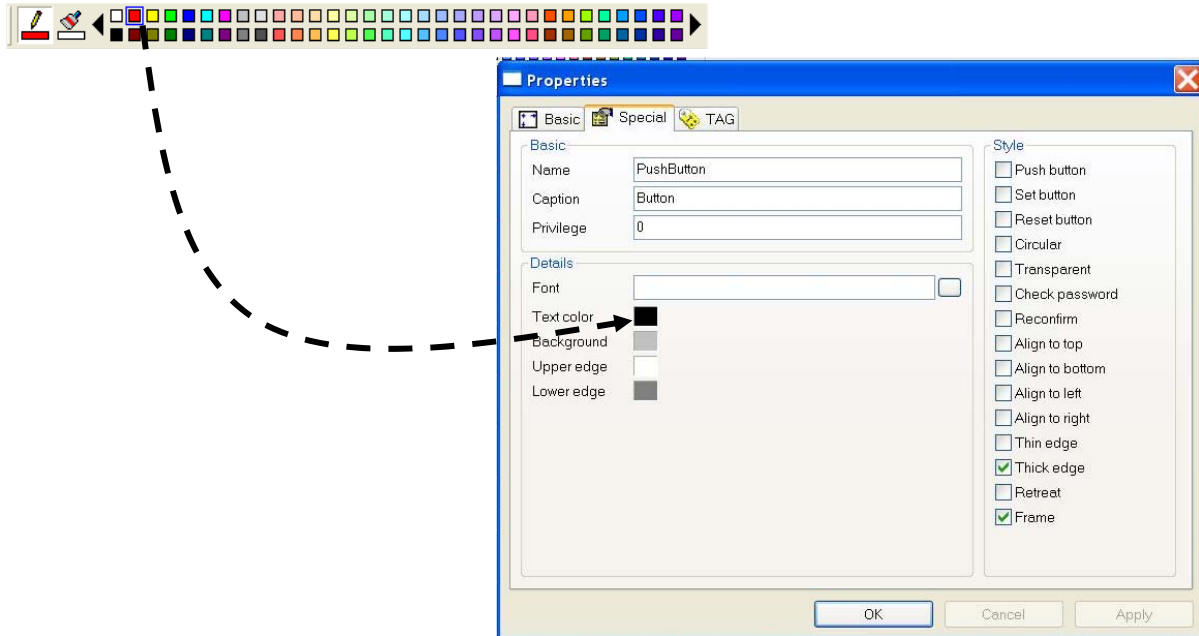 Properties
Basic Special TAG
Basic
Name PushButton
Caption Button
Privilege 0
Details
Font
Text color
Background
Upper edge
Lower edge
Style
Push button
Set button
Reset button
Circular
Transparent
Check password
Reconfirm
Align to top
Align to bottom
Align to left
Align to right
Thin edge
Thick edge
Retreat
Frame
OK Cancel Apply